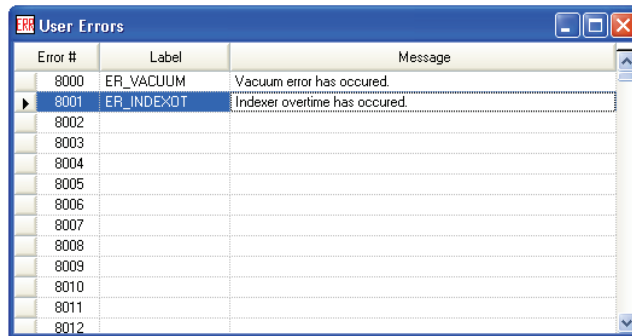 ERR User Errors
Error # Label Message
8000 ER_VACUUM Vacuum error has occured.
8001 ER_INDEXOT Indexer overtime has occured.
8002
8003
8004
8005
8006
8007
8008
8009
8010
8011
8012